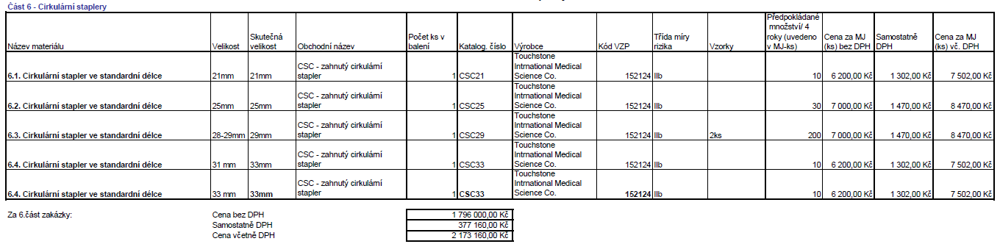 Část 6 - Cirkulární staplery
Název materiálu Velikost Skutečná velikost Obchodní název Počet ks v balení Katalog. číslo Výrobce Kód VZP Třída míry rizika Vzorky Předpokládané množství/ 4 roky (uvedeno v MJ-ks) Cena za MJ (ks) bez DPH Samostatně DPH Cena za MJ (ks) vč. DPH
6.1. Cirkulární stapler ve standardní délce 21mm 21mm CSC - zahnutý cirkulární stapler 1 CSC21 Touchstone Intrnational Medical Science Co. 152124 IIb 10 6 200,00 Kč 1 302,00 Kč 7 502,00 Kč
6.2. Cirkulární stapler ve standardní délce 25mm 25mm CSC - zahnutý cirkulární stapler 1 CSC25 Touchstone Intrnational Medical Science Co. 152124 IIb 30 7 000,00 Kč 1 470,00 Kč 8 470,00 Kč
6.3. Cirkulární stapler ve standardní délce 28-29mm 29mm CSC - zahnutý cirkulární stapler 1 CSC29 Touchstone Intrnational Medical Science Co. 152124 IIb 2ks 200 7 000,00 Kč 1 470,00 Kč 8 470,00 Kč
6.4. Cirkulární stapler ve standardní délce 31 mm 33mm CSC - zahnutý cirkulární stapler 1 CSC33 Touchstone Intrnational Medical Science Co. 152124 IIb 10 6 200,00 Kč 1 302,00 Kč 7 502,00 Kč
6.4. Cirkulární stapler ve standardní délce 33 mm 33mm CSC - zahnutý cirkulární stapler 1 CSC33 Touchstone Intrnational Medical Science Co. 152124 IIb 10 6 200,00 Kč 1 302,00 Kč 7 502,00 Kč
Za 6.část zakázky: Cena bez DPH 1 796 000,00 Kč
Samostatně DPH 377 160,00 Kč
Cena včetně DPH 2 173 160,00 Kč